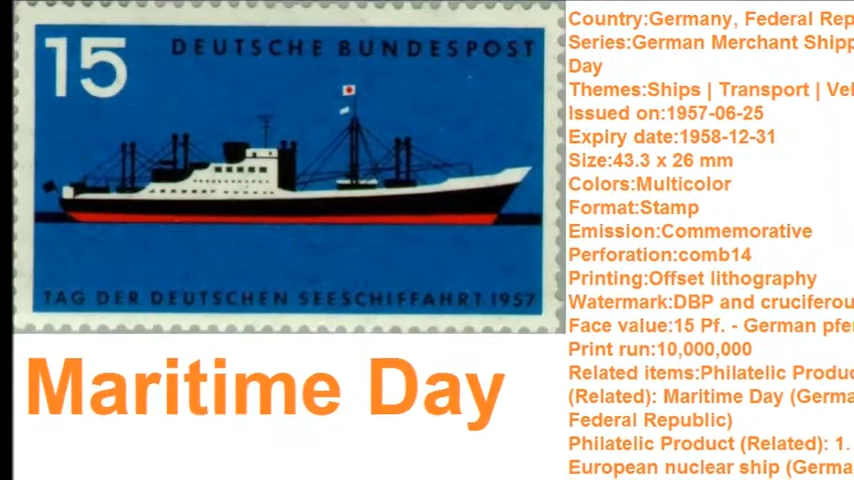 15
DEUTSCHE BUNDESPOST
TAG DER DEUTSCHEN SEESCHIFFAHRT 1957
Maritime Day
Country:Germany, Federal Rep
Series:German Merchant Shipp
Day
Themes:Ships | Transport | Veh
Issued on:1957-06-25
Expiry date:1958-12-31
Size:43.3 x 26 mm
Colors:Multicolor
Format:Stamp
Emission:Commemorative
Perforation:comb14
Printing:Offset lithography
Watermark:DBP and cruciferou
Face value:15 Pf. - German pfe
Print run:10,000,000
Related items:Philatelic Produc
(Related): Maritime Day (Germa
Federal Republic)
Philatelic Product (Related): 1.
European nuclear ship (Germa